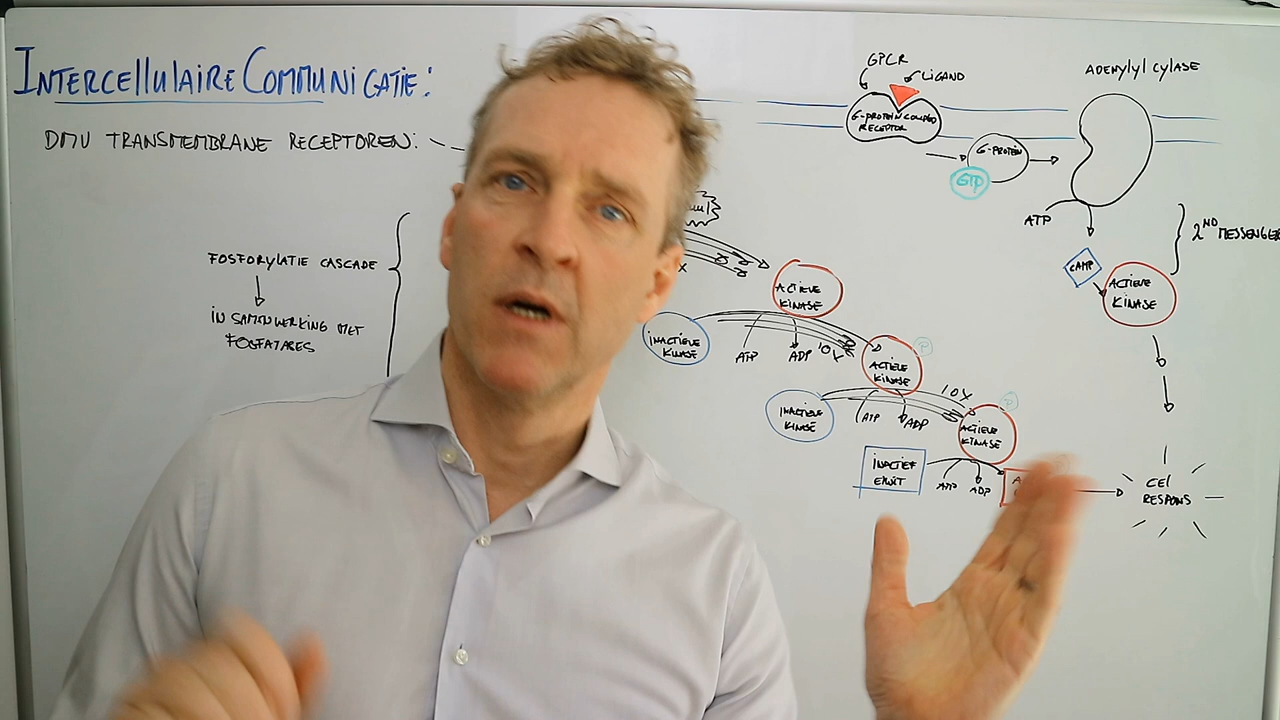 INTERCELLULAIRE COMMUNICATIE:
DMV TRANSMEMBRANE RECEPTOREN:
FOSFORYLATIE CASCADE
IN SAMENWERKING MET
FOSFATASES
GPCR
LIGAND
G-PROTEIN COUPLED
RECEPTOR
G-PROTEIN
GTP
ADENYLYL CYLASE
ATP
cAMP
2ND MESSENGER
ACTIEVE
KINASE
X
ACTIEVE
KINASE
INACTIEVE
KINASE
ATP
ADP
10X
ACTIEVE
KINASE
P
INACTIEVE
KINASE
ATP
ADP
10X
ACTIEVE
KINASE
P
INACTIEF
ATP
ADP
CEL
RESPONS